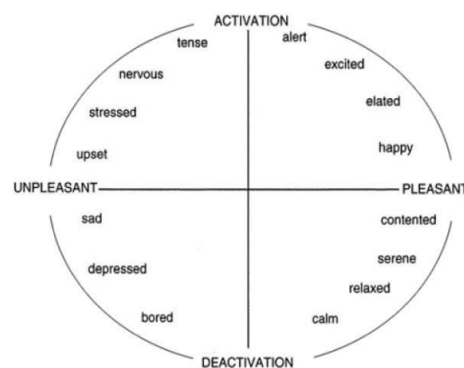 ACTIVATION
tense
alert
nervous
excited
stressed
elated
upset
happy
UNPLEASANT
PLEASANT
sad
contented
depressed
serene
relaxed
bored
calm
DEACTIVATION